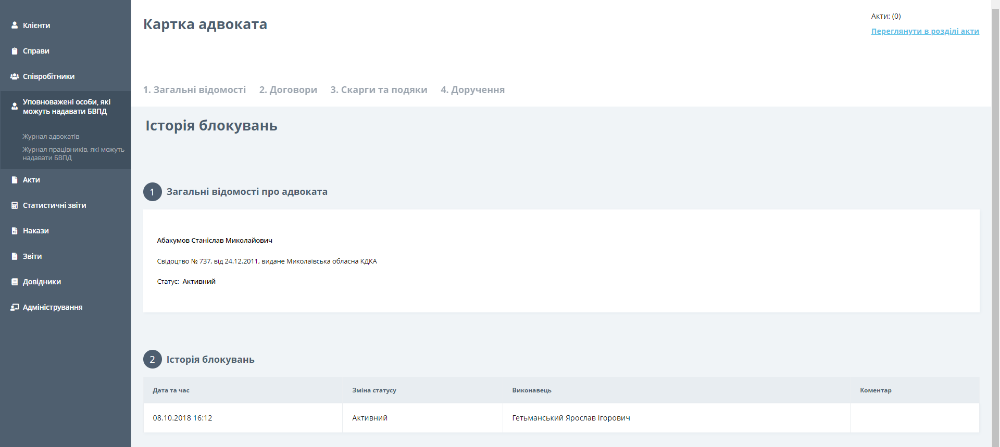 Клієнти
Справи
Співробітники
Уповноважені особи, які
можуть надавати БВПД
Журнал адвокатів
Журнал працівників, які можуть
надавати БВПД
Акти
Статистичні звіти
Накази
Звіти
Довідники
Адміністрування
Картка адвоката
Акти: (0)
Переглянути в розділі акти
1. Загальні відомості 2. Договори 3. Скарги та подяки 4. Доручення
Історія блокувань
1 Загальні відомості про адвоката
Абакумов Станіслав Миколайович
Свідоцтво № 737, від 24.12.2011, видане Миколаївська обласна КДКА
Статус: Активний
2 Історія блокувань
Дата та час Зміна статусу Виконавець Коментар
08.10.2018 16:12 Активний Гетьманський Ярослав Ігорович